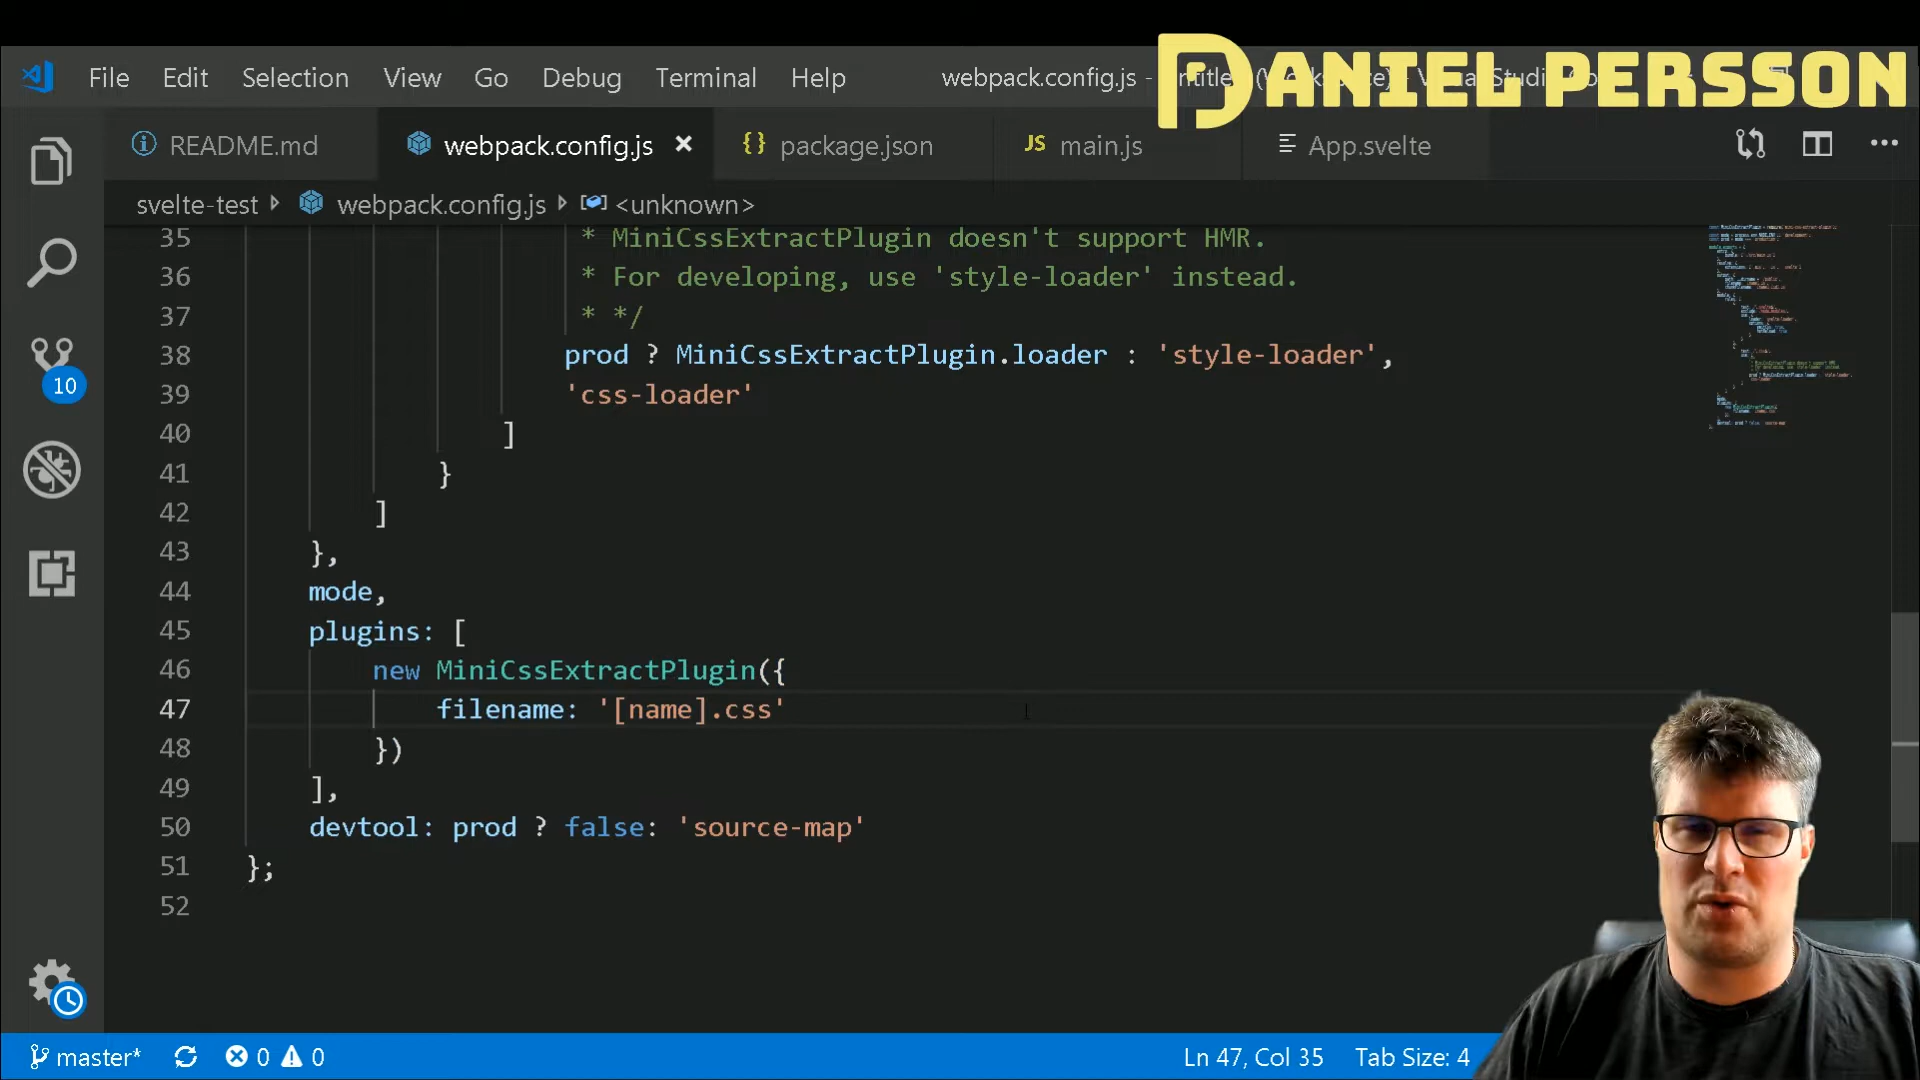 DANIEL PERSSON
File Edit Selection View Go Debug Terminal Help webpack.config.js -
README.md webpack.config.js package.json JS main.js App.svelte
svelte-test webpack.config.js <unknown>
35 * MiniCssExtractPlugin doesn't support HMR.
36 * For developing, use 'style-loader' instead.
37 * */
38 prod ? MiniCssExtractPlugin.loader : 'style-loader',
39 'css-loader'
40 ]
41 }
42 ]
43 },
44 mode,
45 plugins: [
46 new MiniCssExtractPlugin({
47 filename: '[name].css'
48 })
49 ],
50 devtool: prod ? false: 'source-map'
51 };
52
10
master* 0 0 Ln 47, Col 35 Tab Size: 4